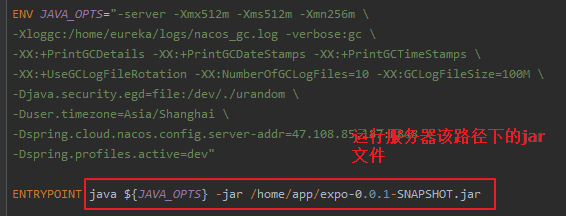 ENV JAVA_OPTS="-server -Xmx512m -Xms512m -Xmn256m \
-Xloggc:/home/eureka/logs/nacos_gc.log -verbose:gc \
-XX:+PrintGCDetails -XX:+PrintGCDateStamps -XX:+PrintGCTimeStamps \
-XX:+UseGCLogFileRotation -XX:NumberOfGCLogFiles=10 -XX:GCLogFileSize=100M \
-Djava.security.egd=file:/dev/./urandom \
-Duser.timezone=Asia/Shanghai \
-Dspring.cloud.nacos.config.server-addr=47.108.85
运行服务器该路径下的jar
文件
-Dspring.profiles.active=dev"
ENTRYPOINT java ${JAVA_OPTS} -jar /home/app/expo-0.0.1-SNAPSHOT.jar